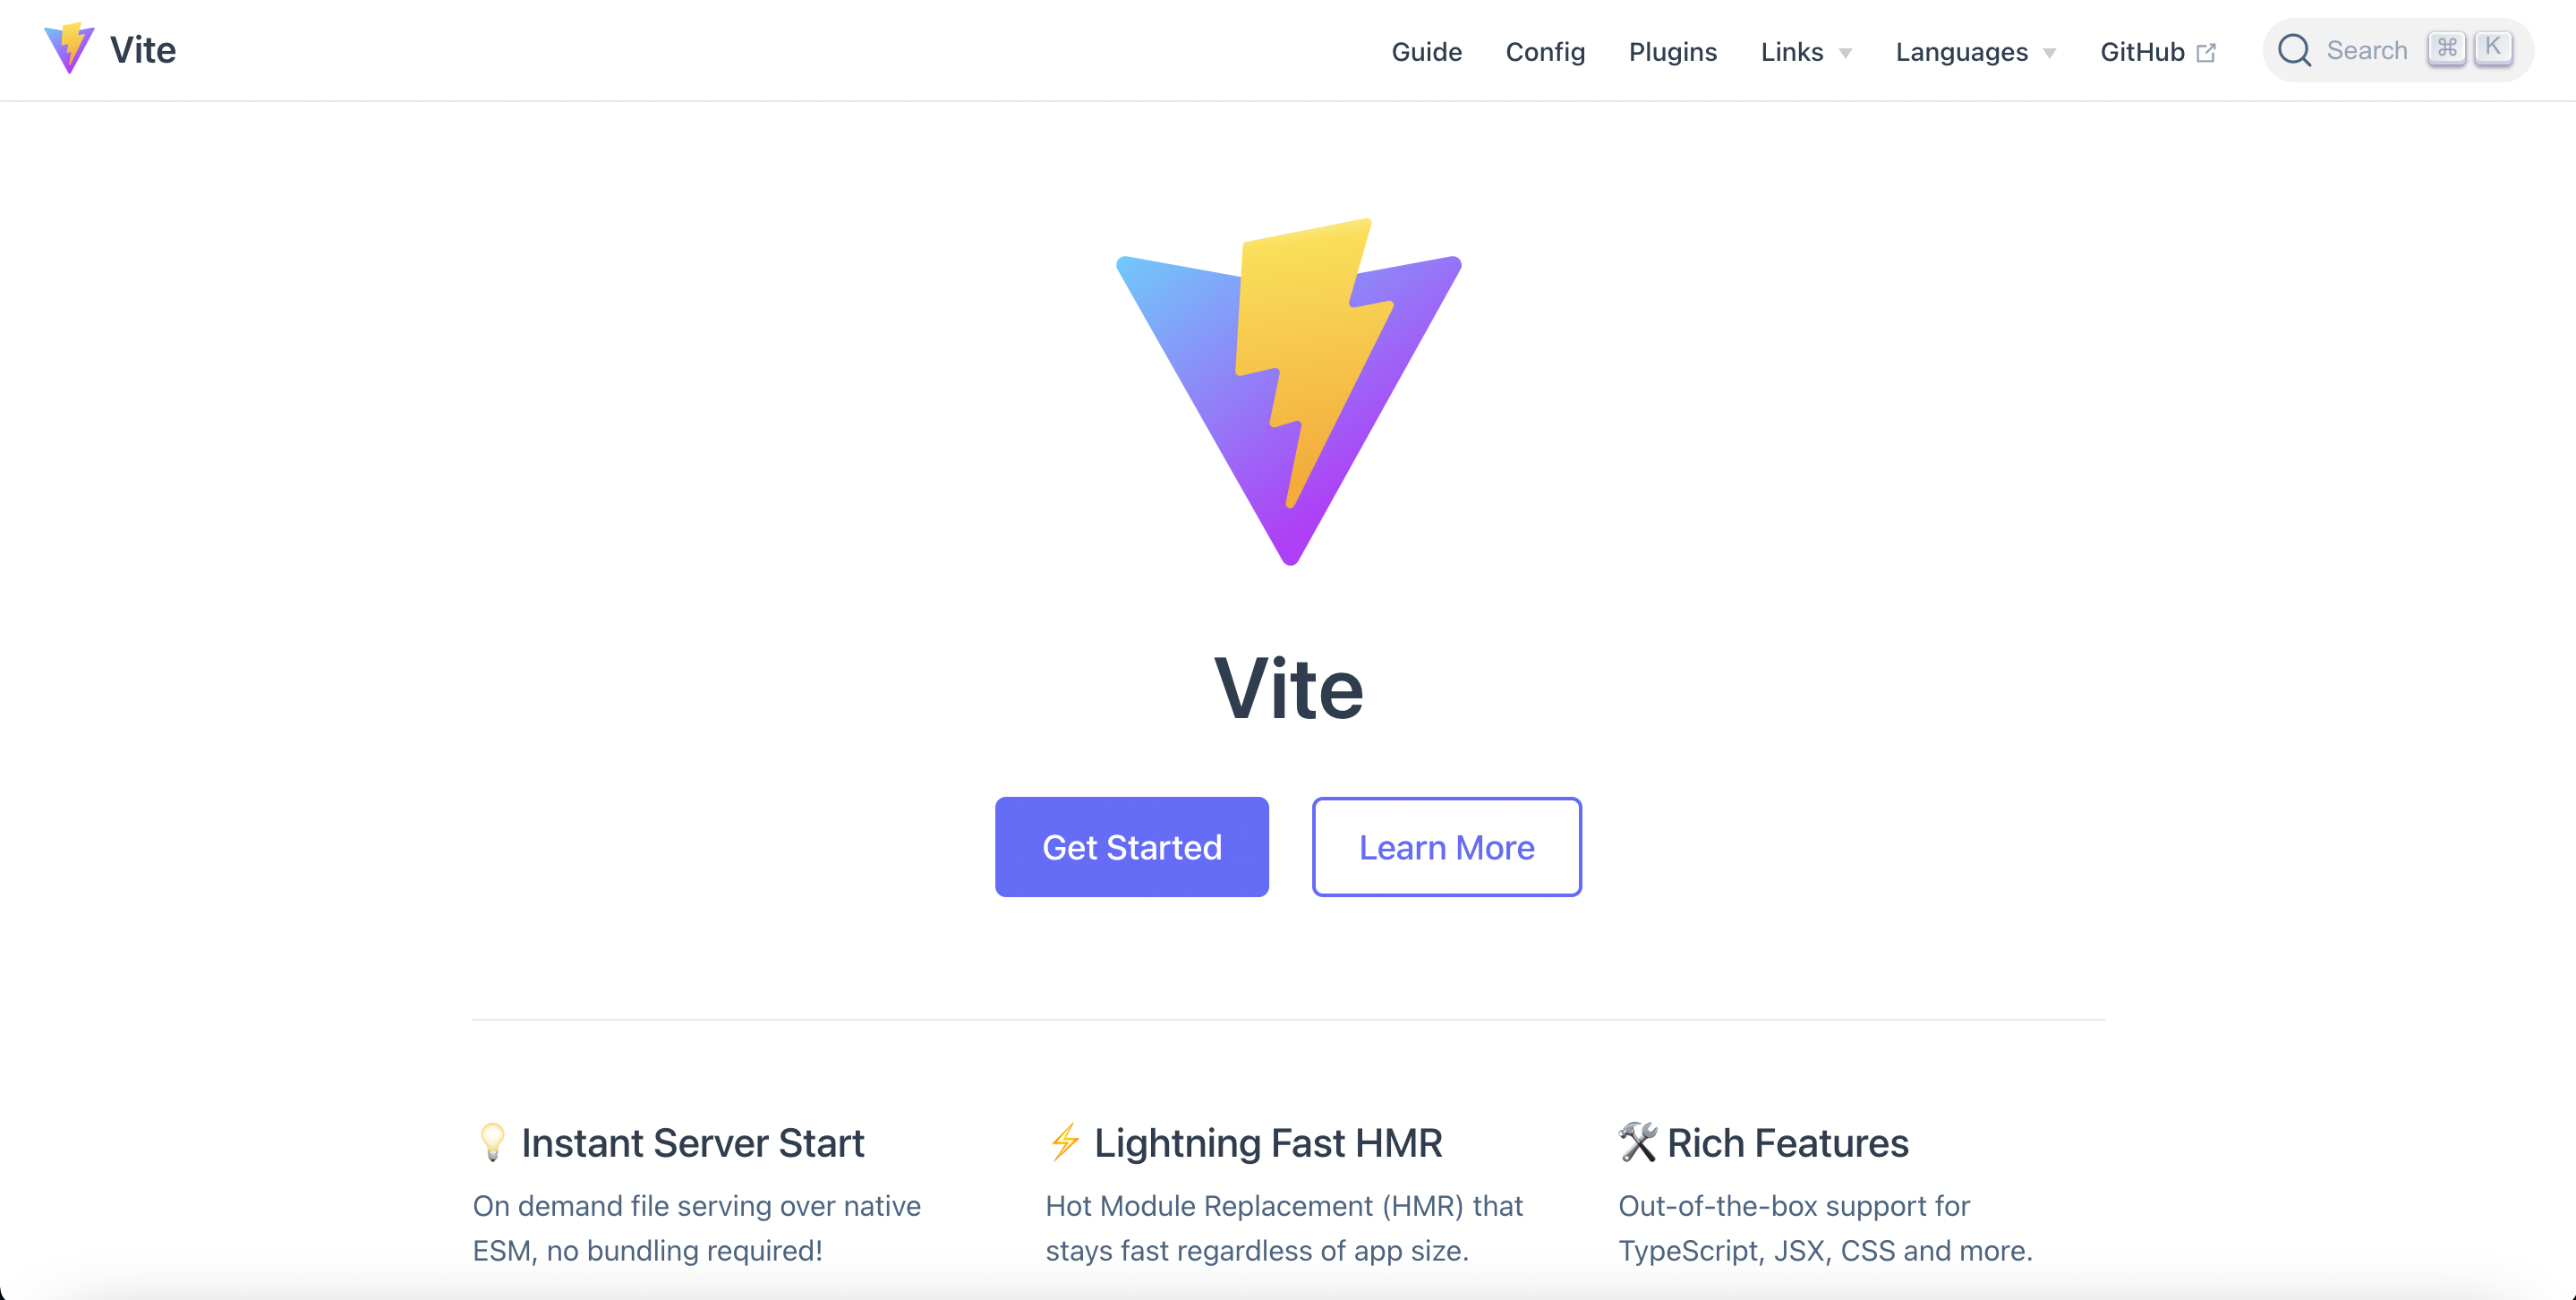 Vite
Guide Config Plugins Links Languages GitHub Search ⌘ K
Vite
Get Started Learn More
💡 Instant Server Start
On demand file serving over native
ESM, no bundling required!
⚡ Lightning Fast HMR
Hot Module Replacement (HMR) that
stays fast regardless of app size.
🛠️ Rich Features
Out-of-the-box support for
TypeScript, JSX, CSS and more.